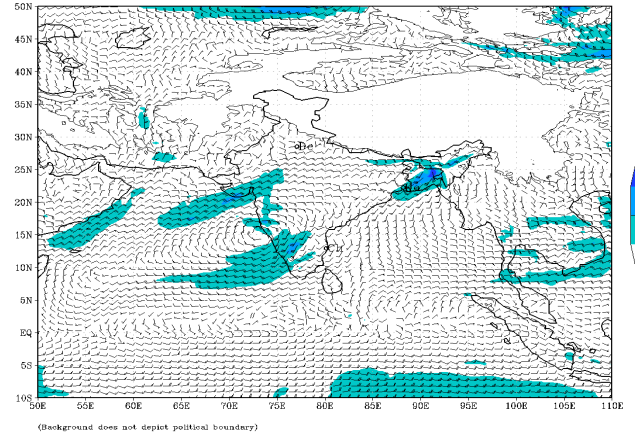 50N
45N
40N
35N
30N
25N
20N
15N
10N
5N
EQ
5S
10S
50E 55E 60E 65E 70E 75E 80E 85E 90E 95E 100E 105E 110E
(Background does not depict political boundary)